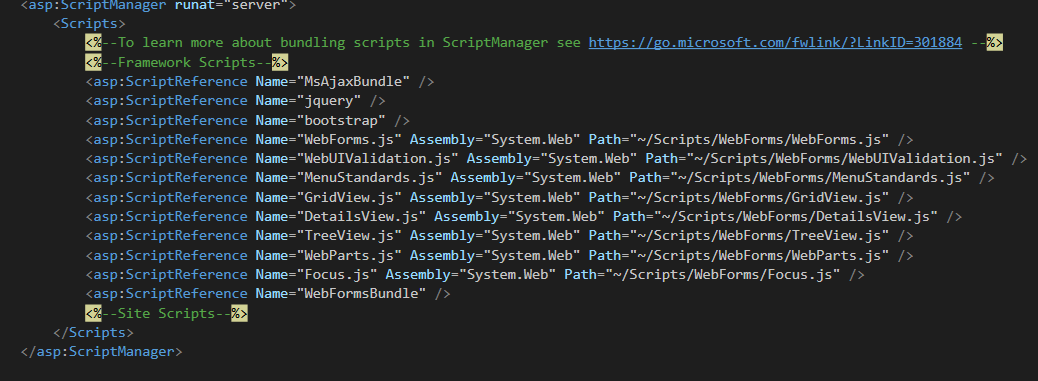 <asp:ScriptManager runat="server">
<Scripts>
<%--To learn more about bundling scripts in ScriptManager see https://go.microsoft.com/fwlink/?LinkID=301884 --%>
<%--Framework Scripts--%>
<asp:ScriptReference Name="MsAjaxBundle" />
<asp:ScriptReference Name="jquery" />
<asp:ScriptReference Name="bootstrap" />
<asp:ScriptReference Name="WebForms.js" Assembly="System.Web" Path="~/Scripts/WebForms/WebForms.js" />
<asp:ScriptReference Name="WebUIValidation.js" Assembly="System.Web" Path="~/Scripts/WebForms/WebUIValidation.js" />
<asp:ScriptReference Name="MenuStandards.js" Assembly="System.Web" Path="~/Scripts/WebForms/MenuStandards.js" />
<asp:ScriptReference Name="GridView.js" Assembly="System.Web" Path="~/Scripts/WebForms/GridView.js" />
<asp:ScriptReference Name="DetailsView.js" Assembly="System.Web" Path="~/Scripts/WebForms/DetailsView.js" />
<asp:ScriptReference Name="TreeView.js" Assembly="System.Web" Path="~/Scripts/WebForms/TreeView.js" />
<asp:ScriptReference Name="WebParts.js" Assembly="System.Web" Path="~/Scripts/WebForms/WebParts.js" />
<asp:ScriptReference Name="Focus.js" Assembly="System.Web" Path="~/Scripts/WebForms/Focus.js" />
<asp:ScriptReference Name="WebFormsBundle" />
<%--Site Scripts--%>
</Scripts>
</asp:ScriptManager>